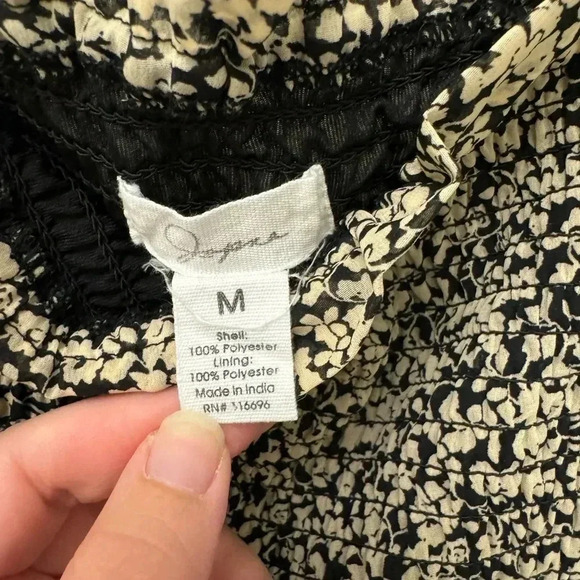 M
Shell:
100% Polyester
Lining:
100% Polyester
Made in India
RN# 116696